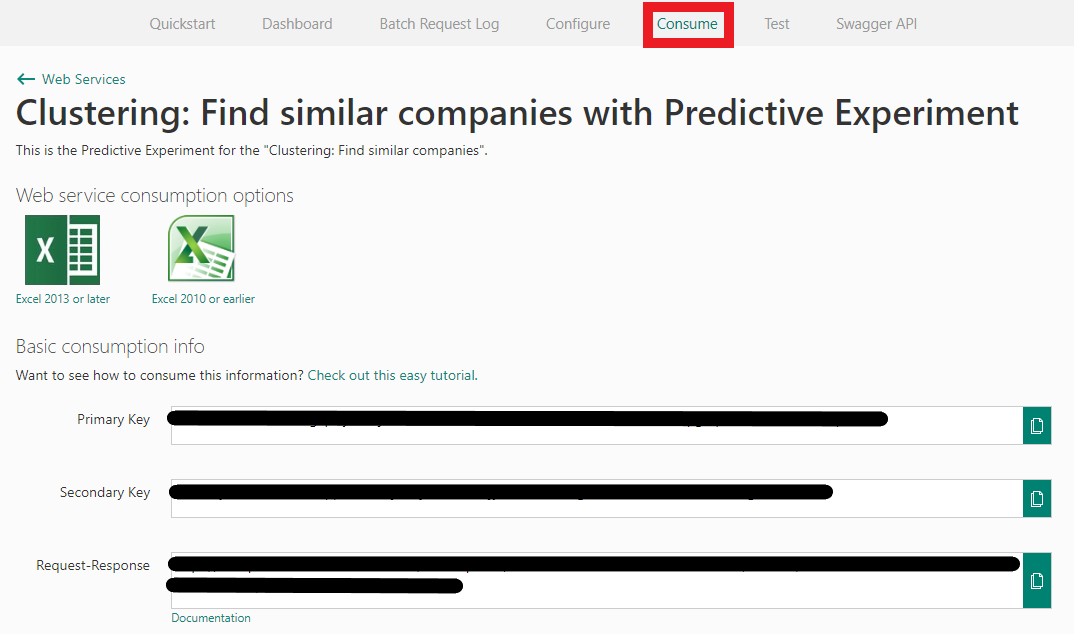 Quickstart Dashboard Batch Request Log Configure Consume Test Swagger API
Web Services
Clustering: Find similar companies with Predictive Experiment
This is the Predictive Experiment for the "Clustering: Find similar companies".
Web service consumption options
Excel 2013 or later Excel 2010 or earlier
Basic consumption info
Want to see how to consume this information? Check out this easy tutorial.
Primary Key
Secondary Key
Request-Response
Documentation